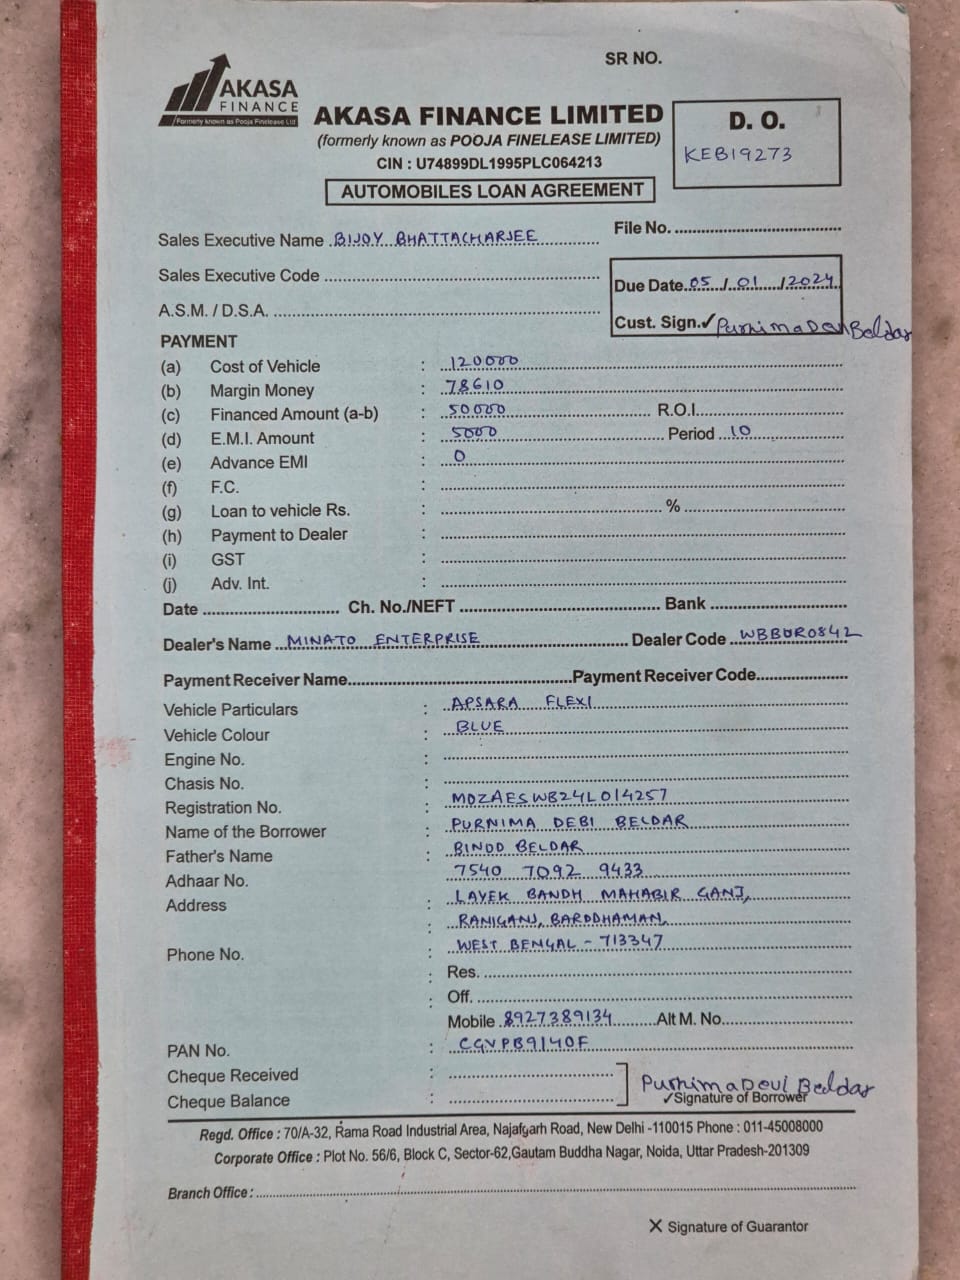 SR NO.
AKASA
FINANCE
Formerly known as Pooja Finelease Ltd
AKASA FINANCE LIMITED
(formerly known as POOJA FINELEASE LIMITED)
CIN : U74899DL1995PLC064213
AUTOMOBILES LOAN AGREEMENT
D. O.
KEB19273
Sales Executive Name BIJOY BHATTACHARJEE
File No.
Sales Executive Code
Due Date 05/01/2024
A.S.M. / D.S.A.
Cust. Sign. ✓ Purnima Devi Beldar
PAYMENT
(a) Cost of Vehicle : 120000
(b) Margin Money : 78610
(c) Financed Amount (a-b) : 50000 R.O.I.
(d) E.M.I. Amount : 5000 Period 10
(e) Advance EMI : 0
(f) F.C. :
(g) Loan to vehicle Rs. : %
(h) Payment to Dealer :
(i) GST :
(j) Adv. Int. :
Date Ch. No./NEFT Bank
Dealer's Name MINATO ENTERPRISE Dealer Code WBBUR0842
Payment Receiver Name Payment Receiver Code
Vehicle Particulars : APSARA FLEXI
Vehicle Colour : BLUE
Engine No. :
Chasis No. :
Registration No. : MDZAESWB24L014257
Name of the Borrower : PURNIMA DEBI BELDAR
Father's Name : BINOD BELDAR
Adhaar No. 7540 7092 9433
Address : LAYEK BANDH MAHABIR GANJ,
: RANIGANJ, BARDDHAMAN,
Phone No. : WEST BENGAL - 713347
: Res.
: Off.
Mobile 8927389134 Alt M. No.
PAN No. : CGVPB9140F
Cheque Received :
Cheque Balance :
Purnima Devi Beldar
✓Signature of Borrower
Regd. Office : 70/A-32, Rama Road Industrial Area, Najafgarh Road, New Delhi -110015 Phone : 011-45008000
Corporate Office : Plot No. 56/6, Block C, Sector-62,Gautam Buddha Nagar, Noida, Uttar Pradesh-201309
Branch Office :
X Signature of Guarantor